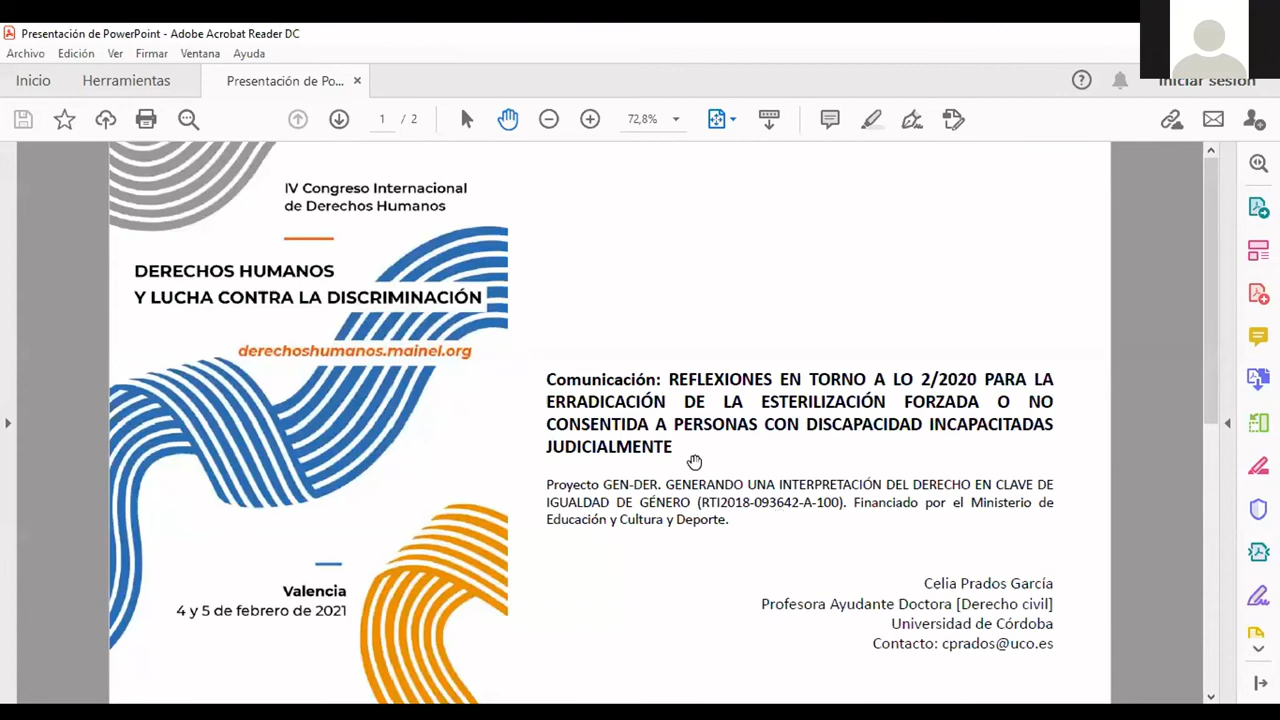 Presentación de PowerPoint - Adobe Acrobat Reader DC
Archivo Edición Ver Firmar Ventana Ayuda
Inicio Herramientas Presentación de Po... × Iniciar sesión
1 / 2 72,8%
IV Congreso Internacional
de Derechos Humanos
DERECHOS HUMANOS
Y LUCHA CONTRA LA DISCRIMINACIÓN
derechoshumanos.mainel.org
Valencia
4 y 5 de febrero de 2021
Comunicación: REFLEXIONES EN TORNO A LO 2/2020 PARA LA
ERRADICACIÓN DE LA ESTERILIZACIÓN FORZADA O NO
CONSENTIDA A PERSONAS CON DISCAPACIDAD INCAPACITADAS
JUDICIALMENTE
Proyecto GEN-DER. GENERANDO UNA INTERPRETACIÓN DEL DERECHO EN CLAVE DE
IGUALDAD DE GÉNERO (RTI2018-093642-A-100). Financiado por el Ministerio de
Educación y Cultura y Deporte.
Celia Prados García
Profesora Ayudante Doctora [Derecho civil]
Universidad de Córdoba
Contacto: cprados@uco.es